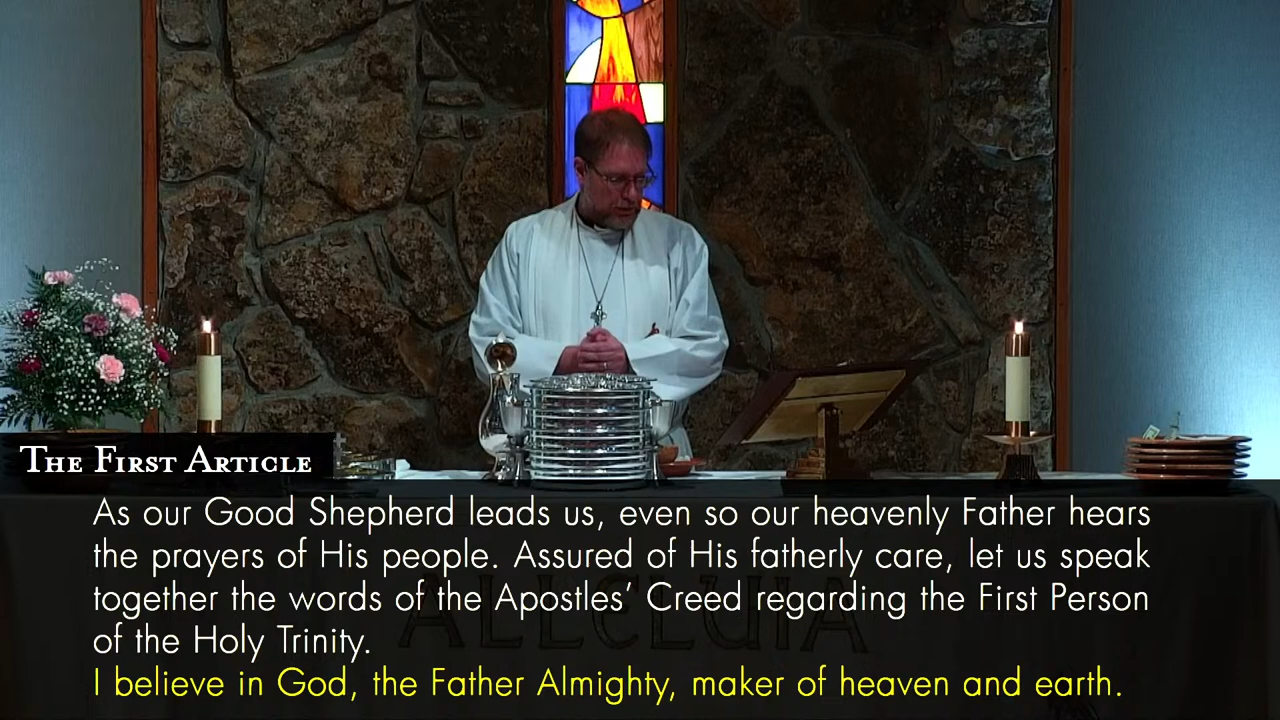 The First Article
As our Good Shepherd leads us, even so our heavenly Father hears
the prayers of His people. Assured of His fatherly care, let us speak
together the words of the Apostles’ Creed regarding the First Person
of the Holy Trinity.
I believe in God, the Father Almighty, maker of heaven and earth.
ALLELUIA